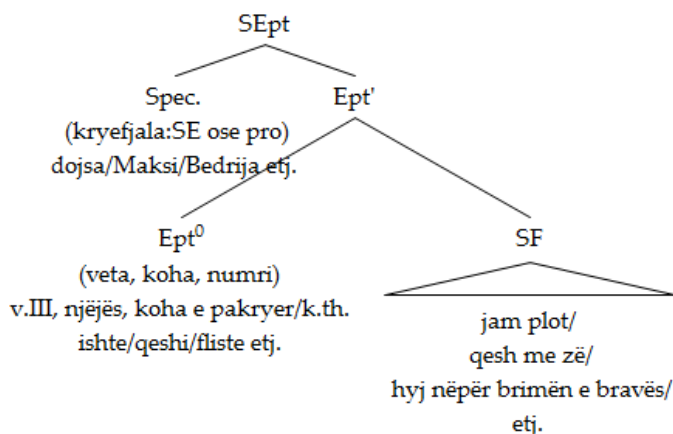 SEpt
Spec. Ept'
(kryefjala:SE ose pro)
dojsa/Maksi/Bedrija etj.
Ept⁰ SF
(veta, koha, numri)
v.III, njëjës, koha e pakryer/k.th.
ishte/qeshi/fliste etj.
jam plot/
qesh me zë/
hyj nëpër brimën e bravës/
etj.